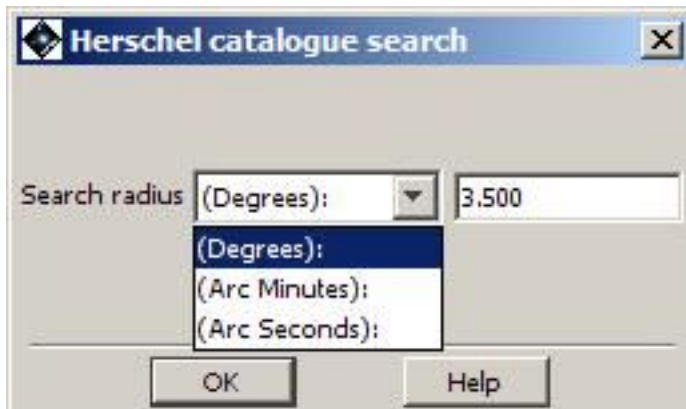 Herschel catalogue search
Search radius (Degrees): 3.500
(Degrees):
(Arc Minutes):
(Arc Seconds):
OK Help